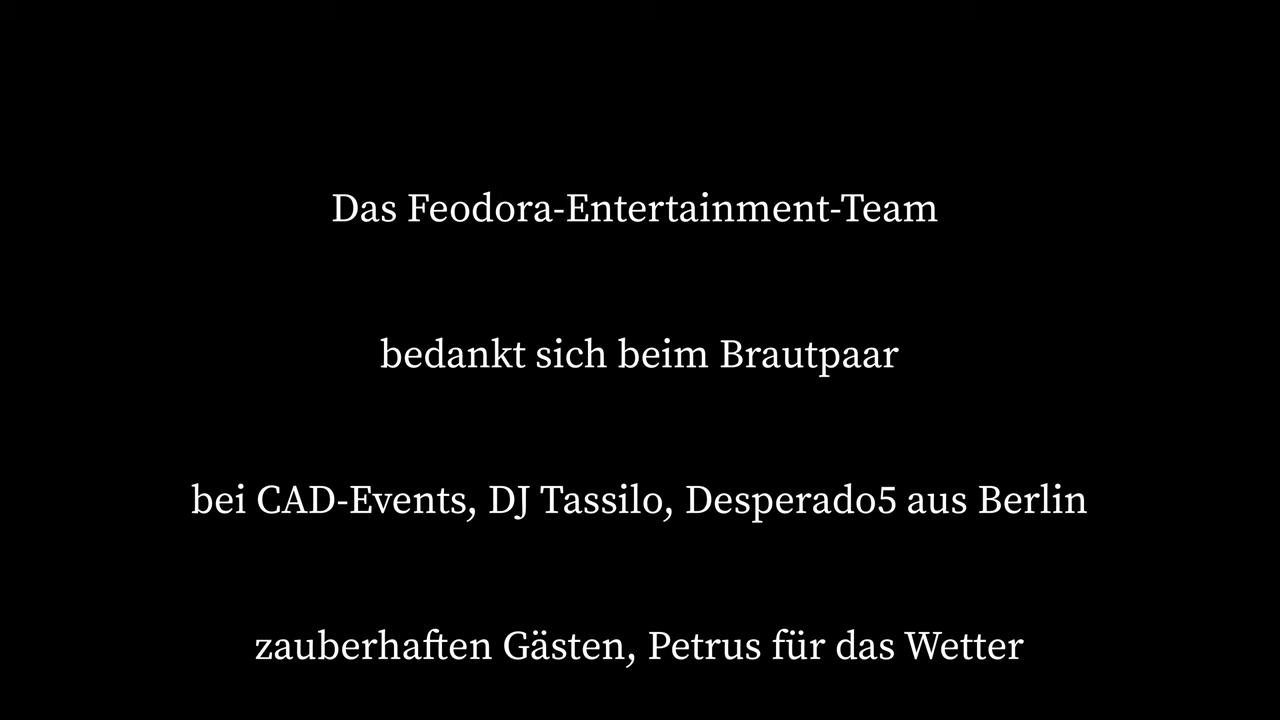 Das Feodora-Entertainment-Team
bedankt sich beim Brautpaar
bei CAD-Events, DJ Tassilo, Desperado5 aus Berlin
zauberhaften Gästen, Petrus für das Wetter